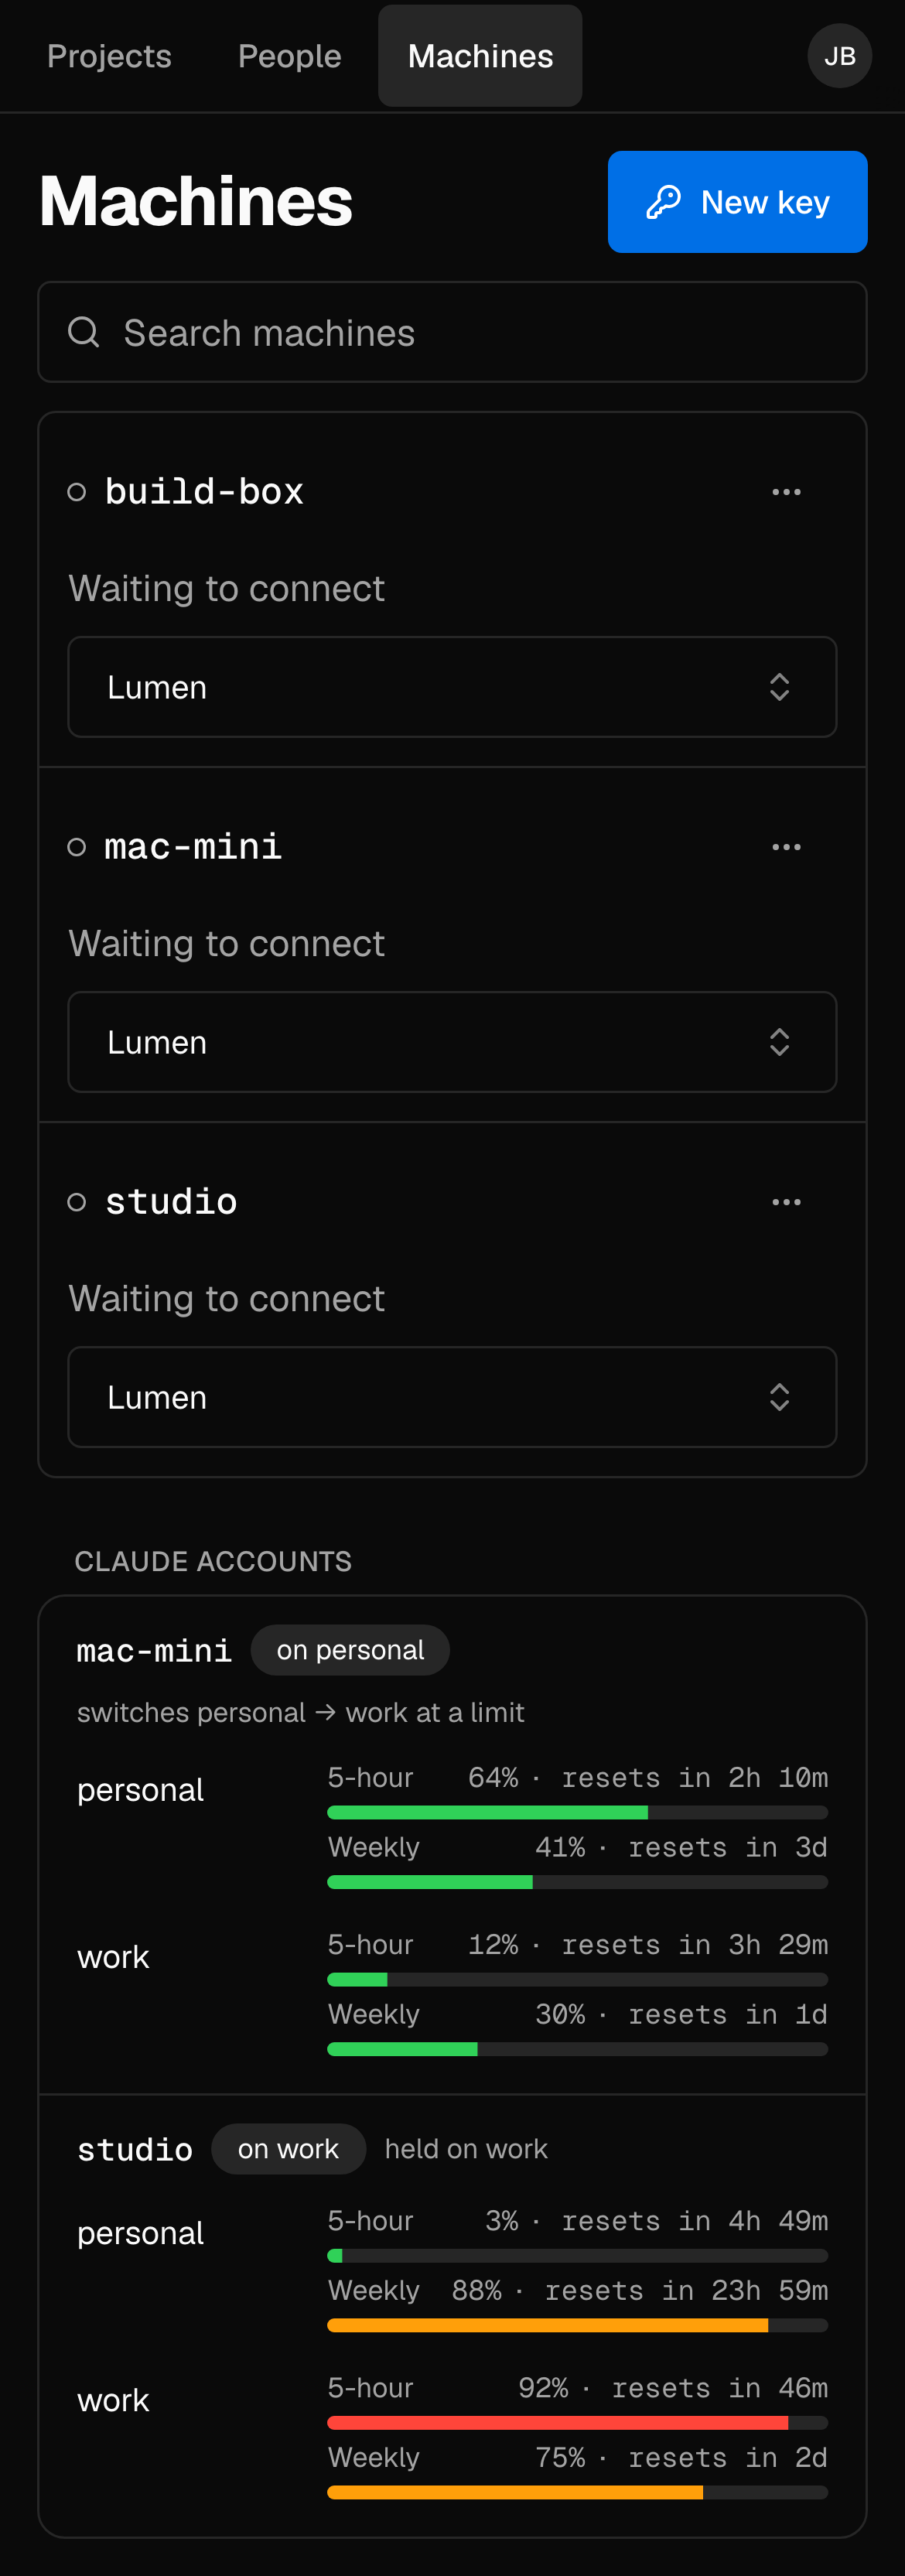 Projects People Machines JB
Machines New key
Search machines
build-box
Waiting to connect
Lumen
mac-mini
Waiting to connect
Lumen
studio
Waiting to connect
Lumen
CLAUDE ACCOUNTS
mac-mini on personal
switches personal → work at a limit
personal 5-hour 64% · resets in 2h 10m
Weekly 41% · resets in 3d
work 5-hour 12% · resets in 3h 29m
Weekly 30% · resets in 1d
studio on work held on work
personal 5-hour 3% · resets in 4h 49m
Weekly 88% · resets in 23h 59m
work 5-hour 92% · resets in 46m
Weekly 75% · resets in 2d